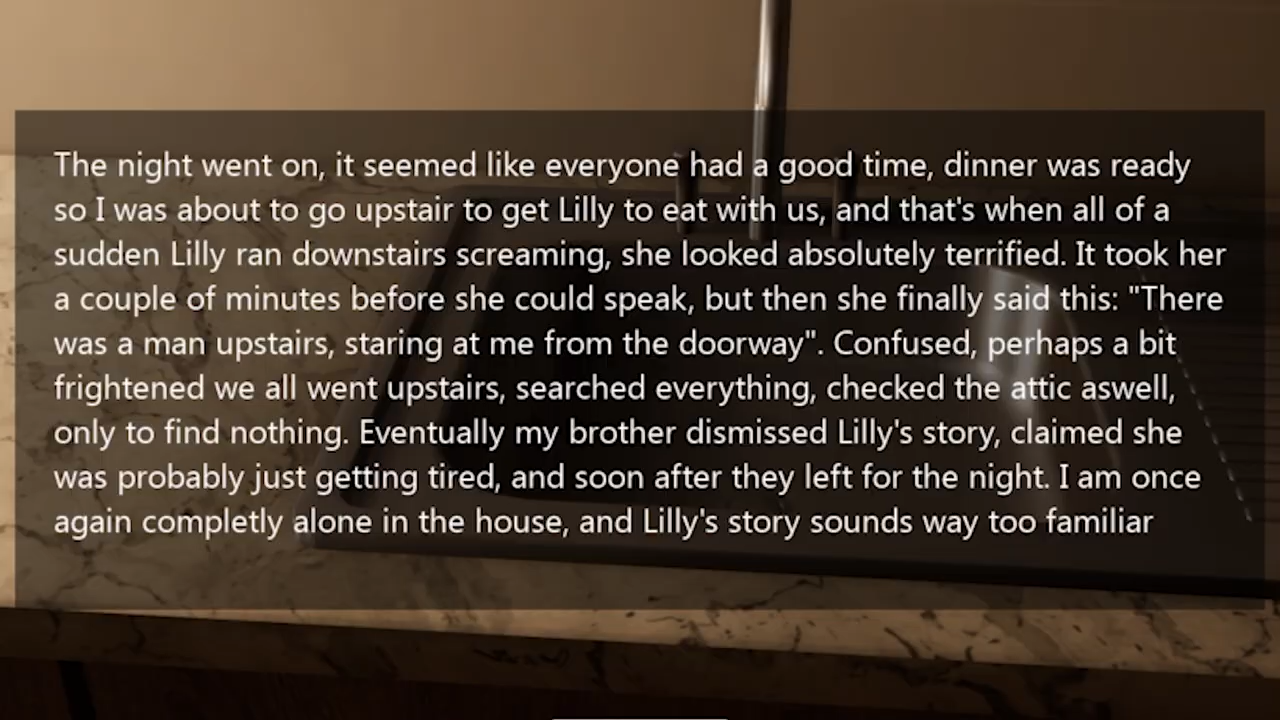 The night went on, it seemed like everyone had a good time, dinner was ready
so I was about to go upstair to get Lilly to eat with us, and that's when all of a
sudden Lilly ran downstairs screaming, she looked absolutely terrified. It took her
a couple of minutes before she could speak, but then she finally said this: "There
was a man upstairs, staring at me from the doorway". Confused, perhaps a bit
frightened we all went upstairs, searched everything, checked the attic aswell,
only to find nothing. Eventually my brother dismissed Lilly's story, claimed she
was probably just getting tired, and soon after they left for the night. I am once
again completly alone in the house, and Lilly's story sounds way too familiar